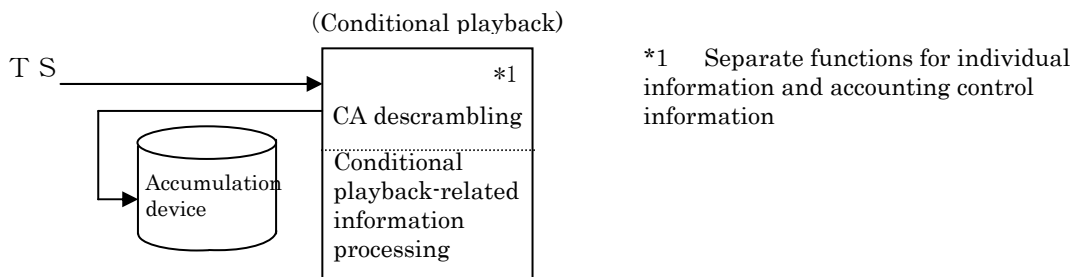 (Conditional playback)
ＴＳ
*1
CA descrambling
Conditional
playback-related
information
processing
Accumulation
device
*1 Separate functions for individual
information and accounting control
information